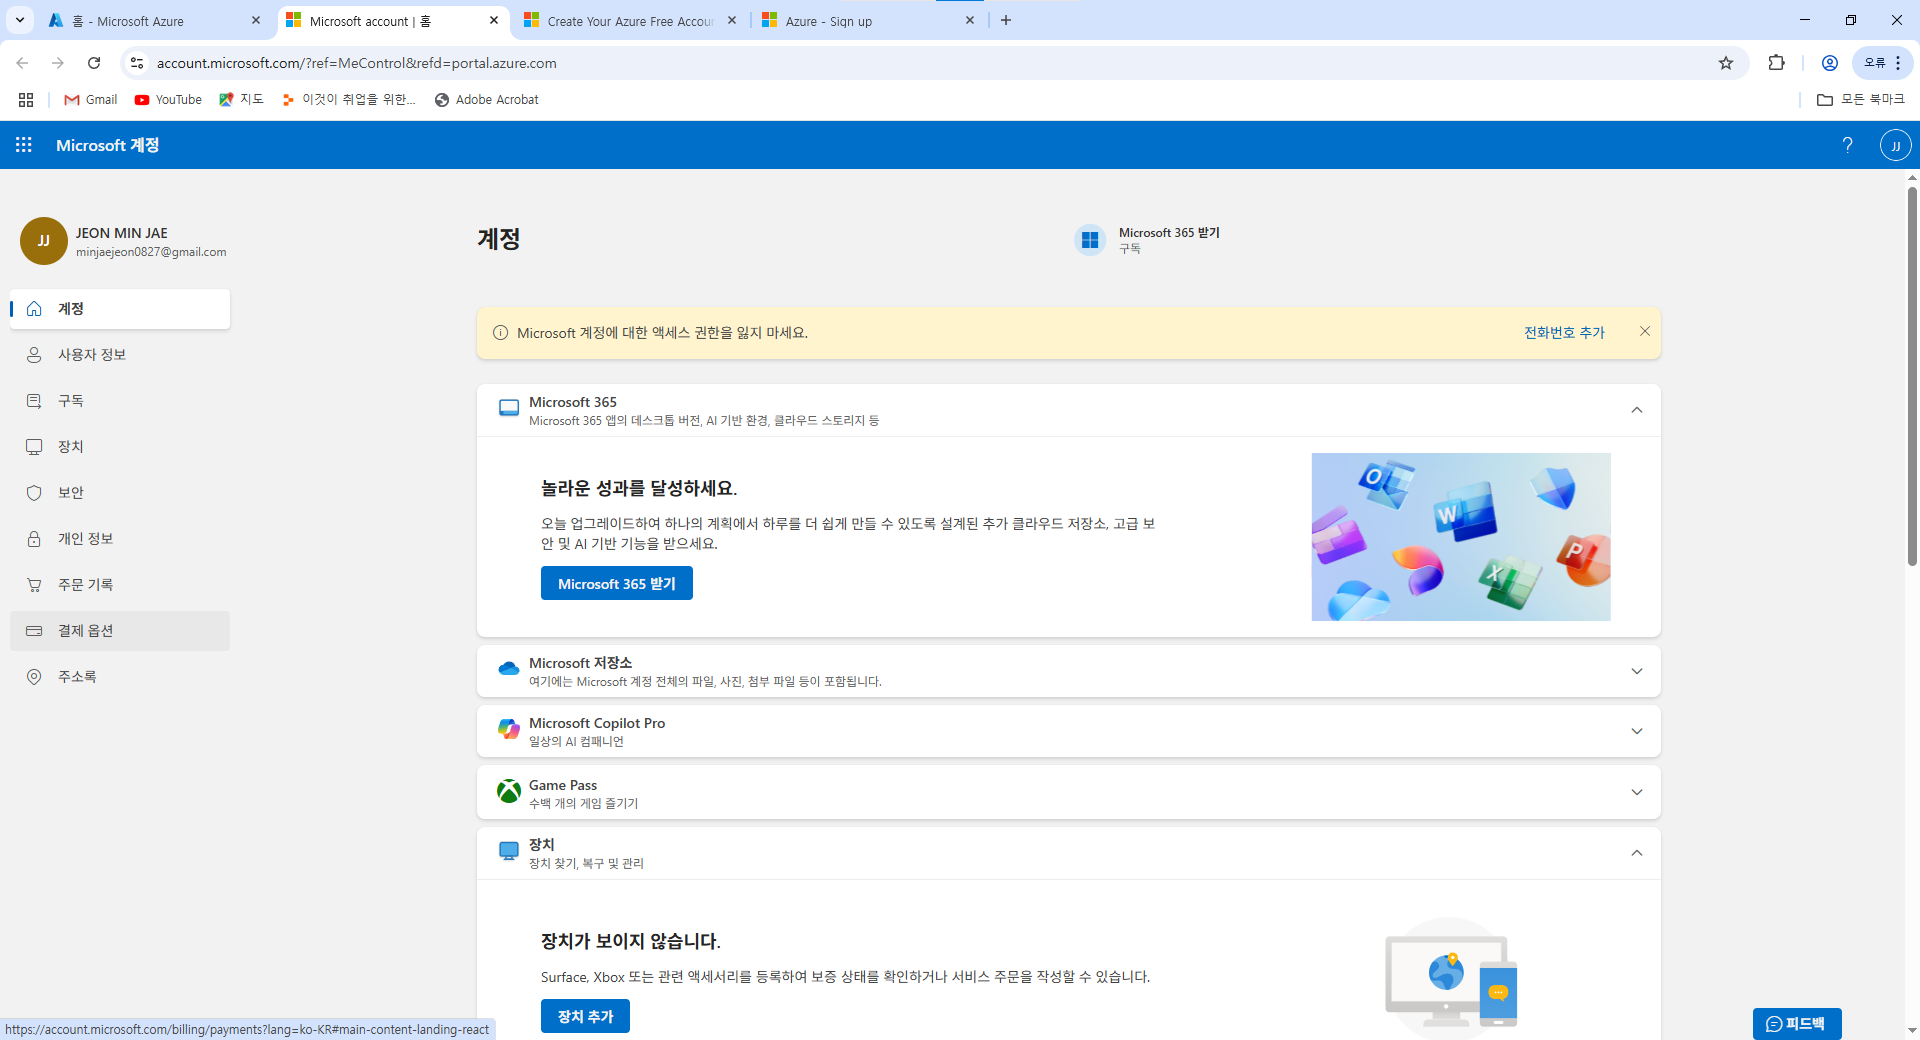 홈 - Microsoft Azure
Microsoft account | 홈
Create Your Azure Free Accour
Azure - Sign up
account.microsoft.com/?ref=MeControl&refd=portal.azure.com
오류
Gmail
YouTube
지도
이것이 취업을 위한...
Adobe Acrobat
모든 북마크
Microsoft 계정
?
JJ
JJ
JEON MIN JAE
minjaejeon0827@gmail.com
계정
사용자 정보
구독
장치
보안
개인 정보
주문 기록
결제 옵션
주소록
계정
Microsoft 365 받기
구독
Microsoft 계정에 대한 액세스 권한을 잃지 마세요.
전화번호 추가
Microsoft 365
Microsoft 365 앱의 데스크톱 버전, AI 기반 환경, 클라우드 스토리지 등
놀라운 성과를 달성하세요.
오늘 업그레이드하여 하나의 계획에서 하루를 더 쉽게 만들 수 있도록 설계된 추가 클라우드 저장소, 고급 보
안 및 AI 기반 기능을 받으세요.
Microsoft 365 받기
O
W
P
X
Microsoft 저장소
여기에는 Microsoft 계정 전체의 파일, 사진, 첨부 파일 등이 포함됩니다.
Microsoft Copilot Pro
일상의 AI 컴패니언
Game Pass
수백 개의 게임 즐기기
장치
장치 찾기, 복구 및 관리
장치가 보이지 않습니다.
Surface, Xbox 또는 관련 액세서리를 등록하여 보증 상태를 확인하거나 서비스 주문을 작성할 수 있습니다.
장치 추가
https://account.microsoft.com/billing/payments?lang=ko-KR#main-content-landing-react
피드백